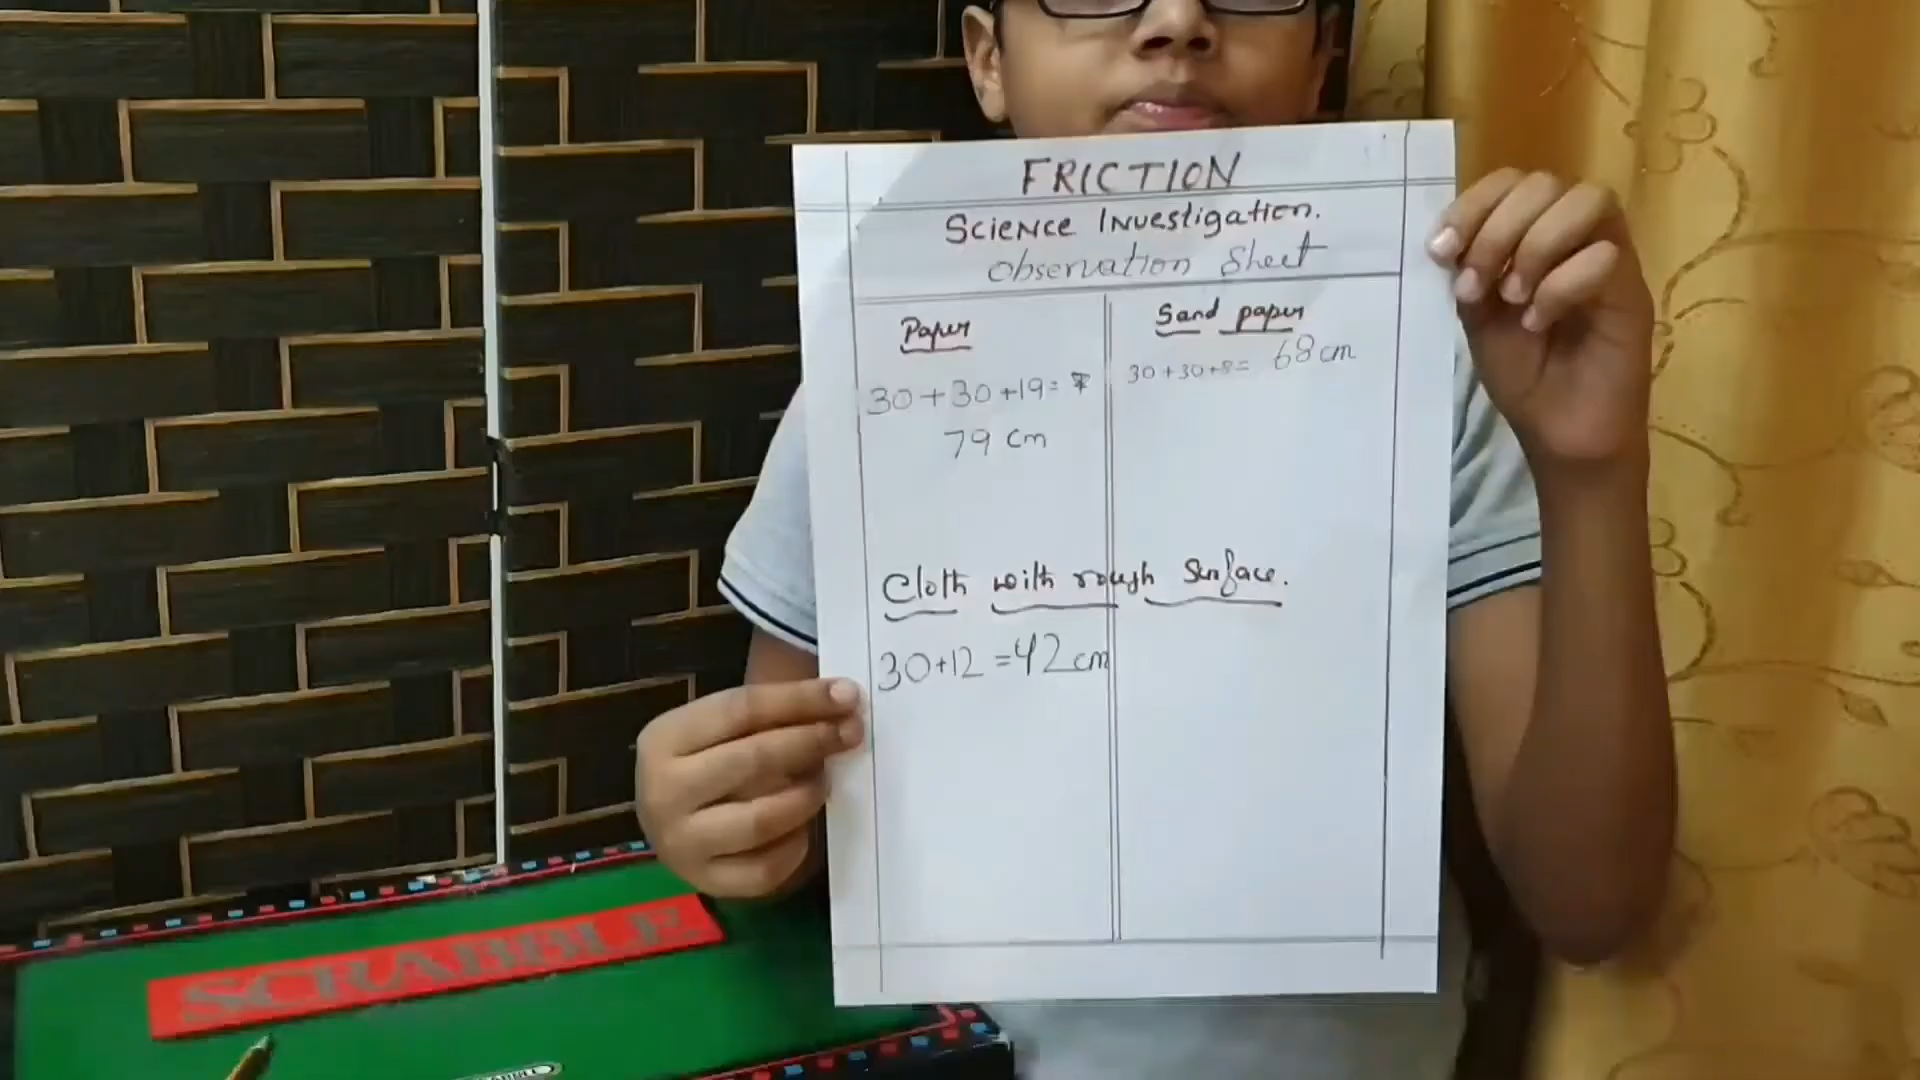 FRICTION
Science Investigation.
Observation Sheet
Paper
30+30+19=
79 cm
Sand paper
30+30+8= 68 cm
Cloth with rough Surface.
30+12 =42 cm
SCRABBLE